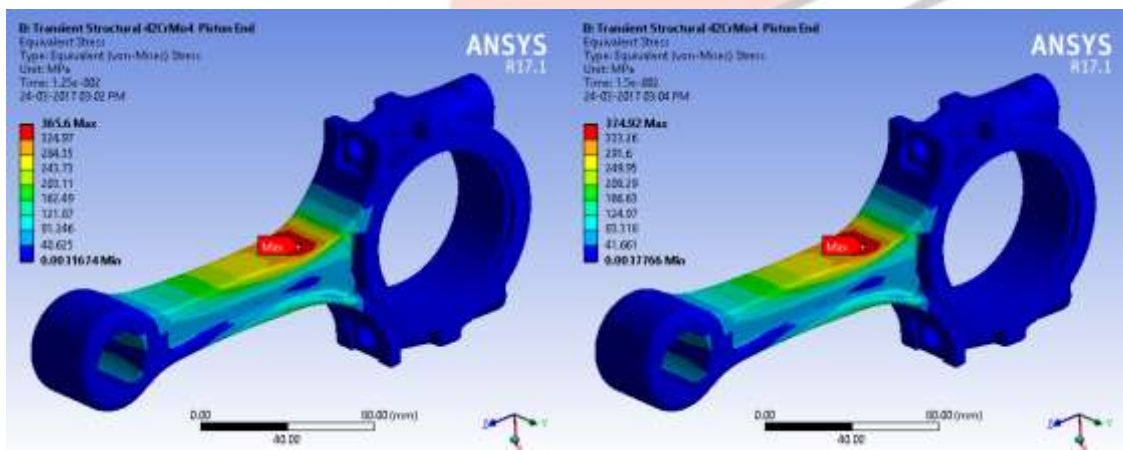 B: Transient Structural 42CrMo4 Piston End
Equivalent Stress
Type: Equivalent (von-Mises) Stress
Unit: MPa
Time: 1.25e-002
24-03-2017 03:02 PM
365.6 Max
324.97
284.35
243.73
203.11
162.49
121.87
81.246
40.625
0.0031674 Min
ANSYS
R17.1
Max
0.00
80.00 (mm)
40.00
B: Transient Structural 42CrMo4 Piston End
Equivalent Stress
Type: Equivalent (von-Mises) Stress
Unit: MPa
Time: 1.5e-002
24-03-2017 03:04 PM
374.92 Max
333.26
291.6
249.95
208.29
166.63
124.97
83.318
41.661
0.0037766 Min
ANSYS
R17.1
Max
0.00
80.00 (mm)
40.00